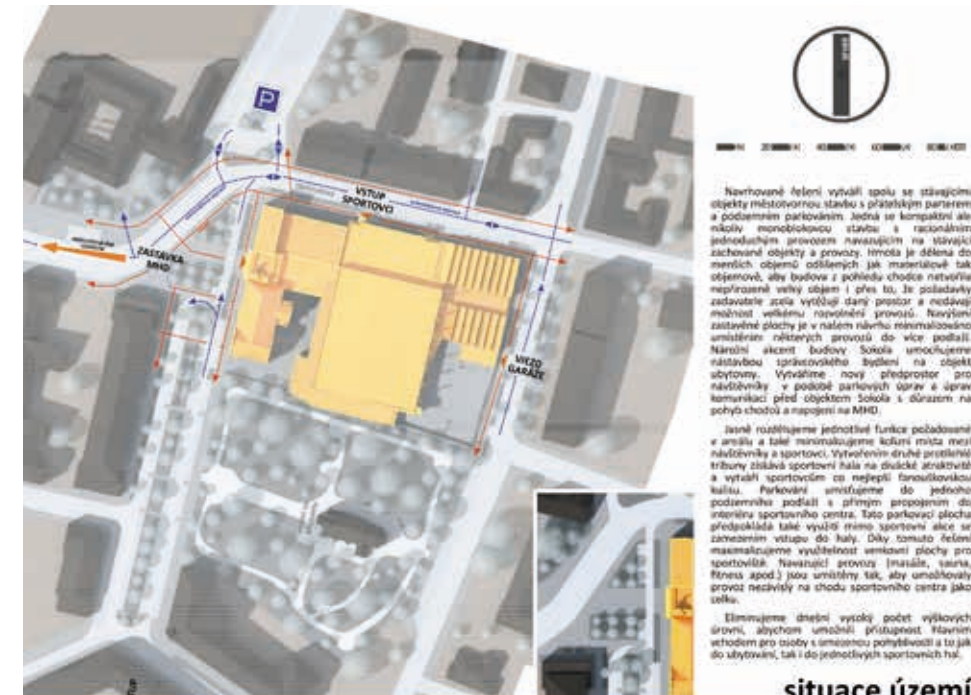 P
VSTUP
SPORTOVCI
ZASTÁVKA
MHD
VJEZD
GARÁŽE
Navrhované řešení vytváří spolu se stávajícími
objekty městotvornou stavbu s přátelským parterem
a podzemním parkováním. Jedná se kompaktní ale
nikoliv monoblokovou stavbu s racionálním
jednoduchým provozem navazujícím na stávající
zachované objekty a provozy. Hmota je dělena do
menších objemů odlišených jak materiálově tak
objemově, aby budova z pohledu chodce netvořila
nepřirozeně velký objem i přes to, že požadavky
zadavatele zcela vytěžují daný prostor a nedávají
možnost velkému rozvolnění provozů. Navýšení
zastavěné plochy je v našem návrhu minimalizováno
umístěním některých provozů do více podlaží.
Nárožní akcent budovy Sokola umocňujeme
nástavbou správcovského bydlení na objekt
ubytovny. Vytváříme nový předprostor pro
návštěvníky v podobě parkových úprav a úprav
komunikací před objektem Sokola s důrazem na
pohyb chodců a napojení na MHD.
Jasně rozdělujeme jednotlivé funkce požadované
v areálu a také minimalizujeme kolizní místa mezi
návštěvníky a sportovci. Vytvořením druhé protilehlé
tribuny získává sportovní hala na divácké atraktivitě
a vytváří sportovcům co nejlepší fanouškovskou
kulisu. Parkování umisťujeme do jednoho
podzemního podlaží s přímým propojením do
interiéru sportovního centra. Tato parkovací plocha
předpokládá také využití mimo sportovní akce se
zamezením vstupu do haly. Díky tomuto řešení
maximalizujeme využitelnost venkovní plochy pro
sportoviště. Navazující provozy (masáže, sauna,
fitness apod.) jsou umístěny tak, aby umožňovaly
provoz nezávislý na chodu sportovního centra jako
celku.
Eliminujeme dnešní vysoký počet výškových
úrovní, abychom umožnili přístupnost hlavním
vchodem pro osoby s omezenou pohyblivostí a to jak
do ubytování, tak i do jednotlivých sportovních hal.
situace území